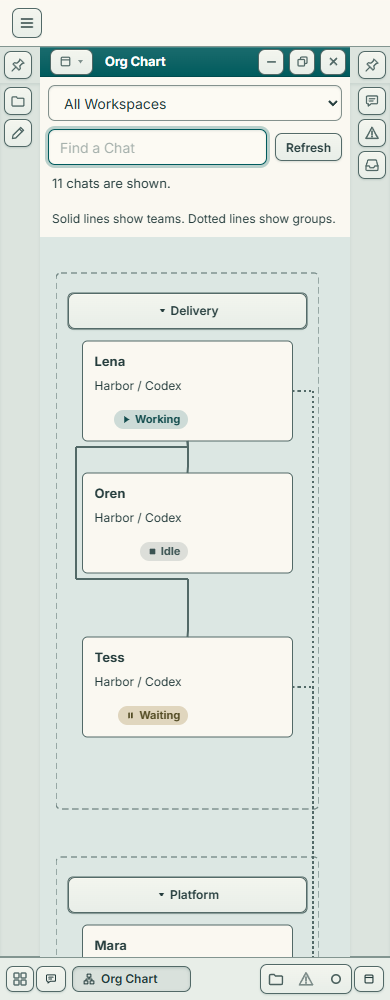 Org Chart
All Workspaces
Find a Chat
Refresh
11 chats are shown.
Solid lines show teams. Dotted lines show groups.
Delivery
Lena
Harbor / Codex
Working
Oren
Harbor / Codex
Idle
Tess
Harbor / Codex
Waiting
Platform
Mara
Org Chart